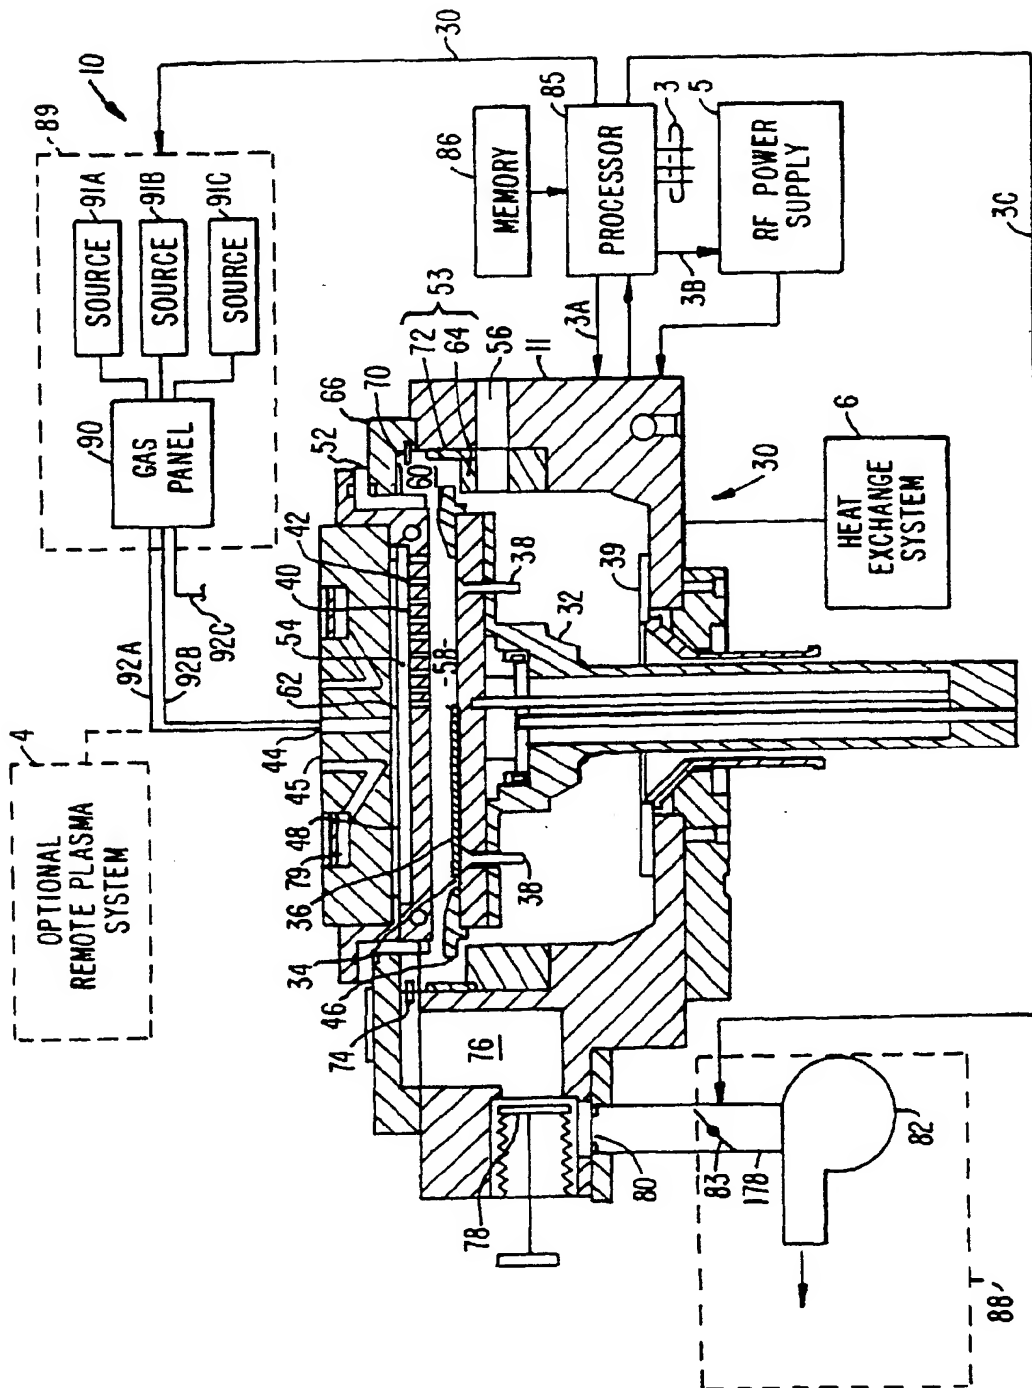 10
89
91A
91B
91C
SOURCE
SOURCE
SOURCE
90
GAS
PANEL
30
92A
92B
92C
4
OPTIONAL
REMOTE PLASMA
SYSTEM
86
MEMORY
85
PROCESSOR
3
5
RF POWER
SUPPLY
3A
3B
3C
53
72
64
56
11
66
70
52
60
42
40
54
62
44
45
48
79
36
34
46
74
58
38
38
32
39
30
6
HEAT
EXCHANGE
SYSTEM
76
78
80
83
178
82
88'